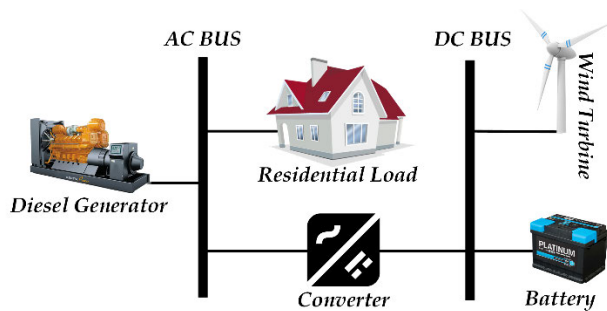 AC BUS
DC BUS
Wind Turbine
Diesel Generator
Residential Load
Converter
PLATINUM
Battery